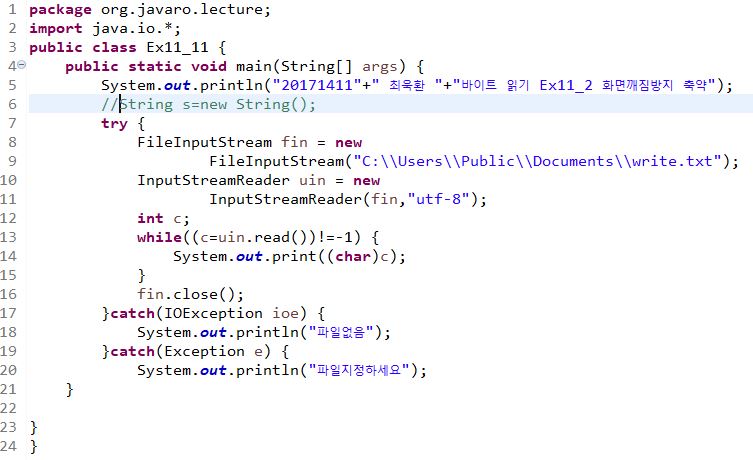 1 package org.javaro.lecture;
2 import java.io.*;
3 public class Ex11_11 {
4 public static void main(String[] args) {
5 System.out.println("20171411"+" 최욱환 "+"바이트 읽기 Ex11_2 화면깨짐방지 축약");
6 //String s=new String();
7 try {
8 FileInputStream fin = new
9 FileInputStream("C:\\Users\\Public\\Documents\\write.txt");
10 InputStreamReader uin = new
11 InputStreamReader(fin,"utf-8");
12 int c;
13 while((c=uin.read())!=-1) {
14 System.out.print((char)c);
15 }
16 fin.close();
17 }catch(IOException ioe) {
18 System.out.println("파일없음");
19 }catch(Exception e) {
20 System.out.println("파일지정하세요");
21 }
22
23 }
24 }